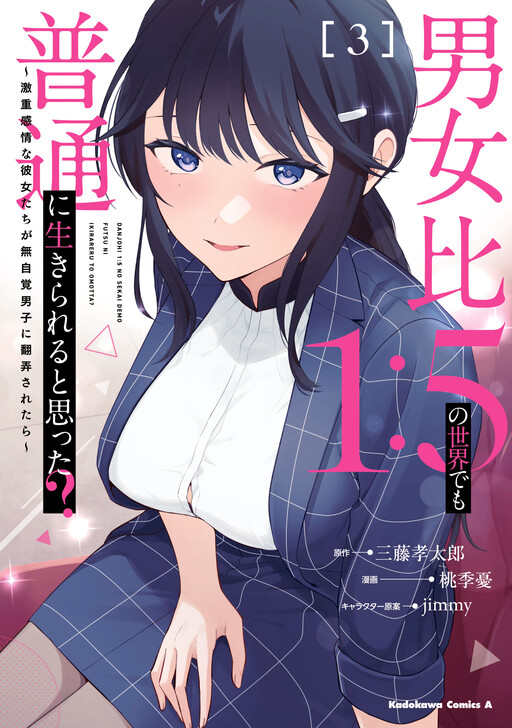 [3]
男女比
1:5
の世界でも
普通
に生きられると思った?
～激重感情な彼女たちが無自覚男子に翻弄されたら～
DANJOHI 1:5 NO SEKAI DEMO
FUTSU NI
IKIRARERU TO OMOTTA?
原作 三藤孝太郎
漫画 桃季憂
キャラクター原案 jimmy
Kadokawa Comics A